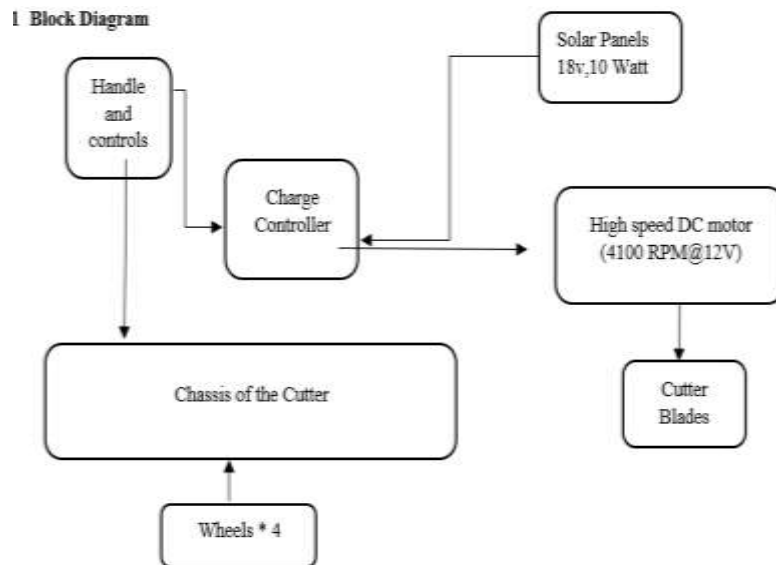 1 Block Diagram
Solar Panels
18v,10 Watt
Handle
and
controls
Charge
Controller
High speed DC motor
(4100 RPM@12V)
Chassis of the Cutter
Cutter
Blades
Wheels * 4